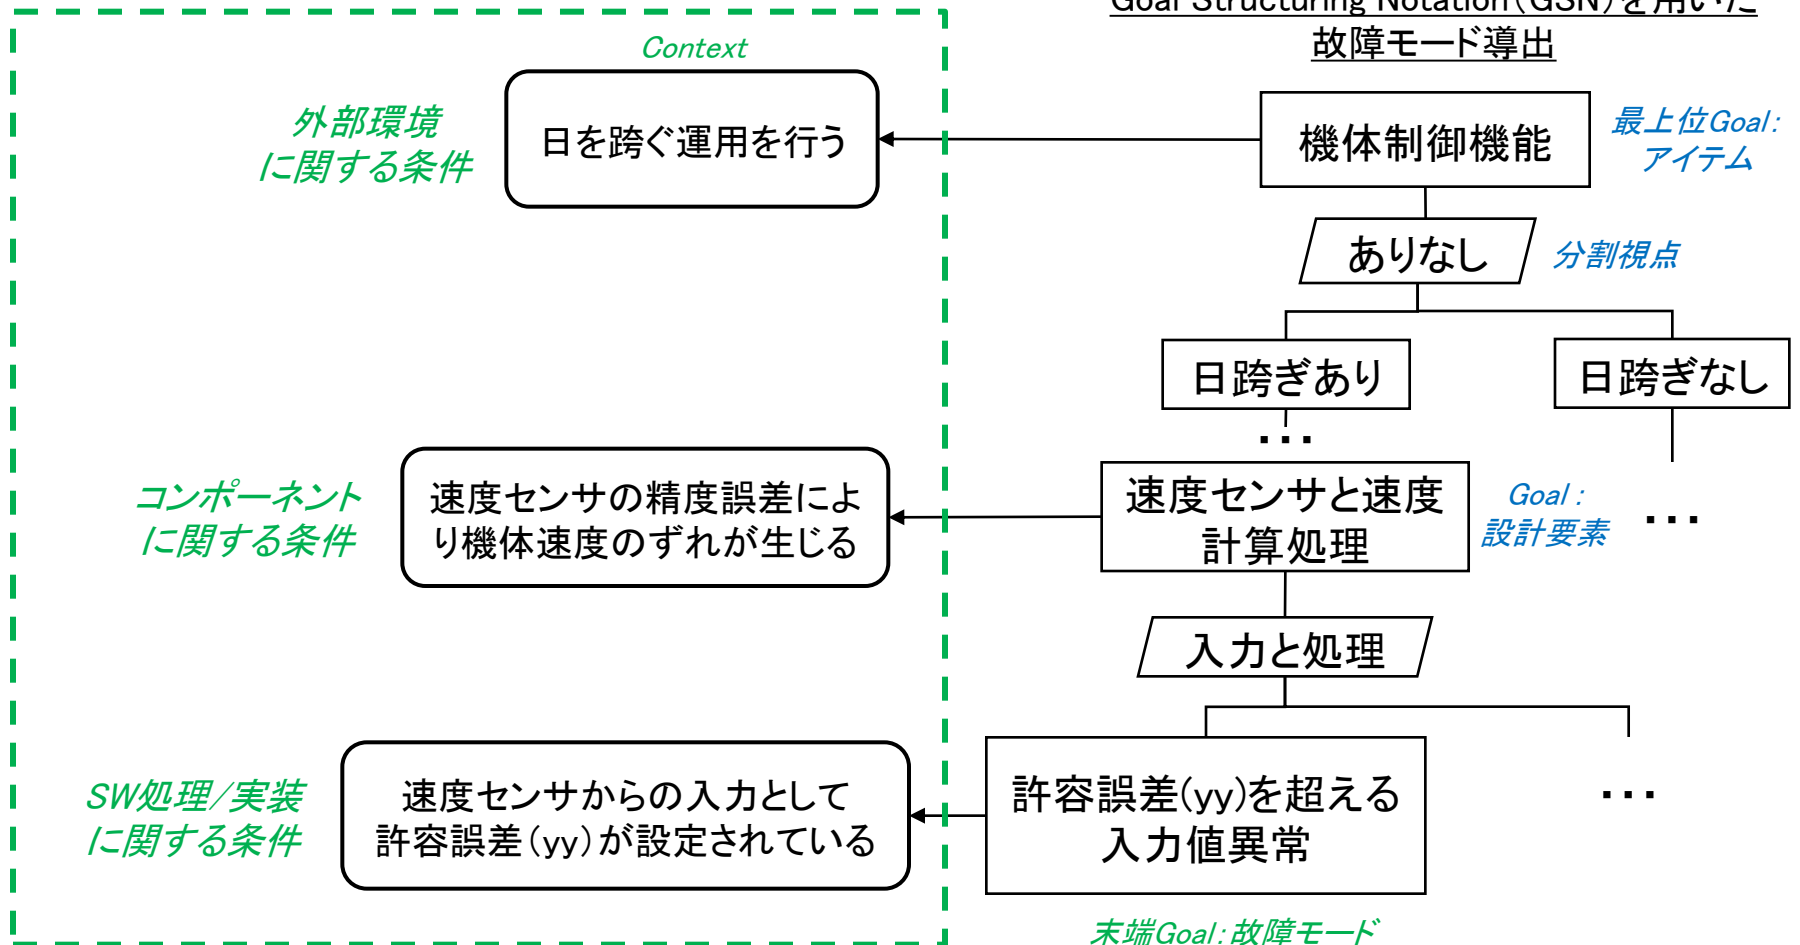 Goal Structuring Notation(GSN)を用いた
故障モード導出
Context
外部環境
に関する条件
日を跨ぐ運用を行う
機体制御機能
最上位Goal:
アイテム
ありなし
分割視点
日跨ぎあり
日跨ぎなし
...
コンポーネント
に関する条件
速度センサの精度誤差によ
り機体速度のずれが生じる
速度センサと速度
計算処理
Goal:
設計要素
...
入力と処理
SW処理/実装
に関する条件
速度センサからの入力として
許容誤差(yy)が設定されている
許容誤差(yy)を超える
入力値異常
...
末端Goal:故障モード